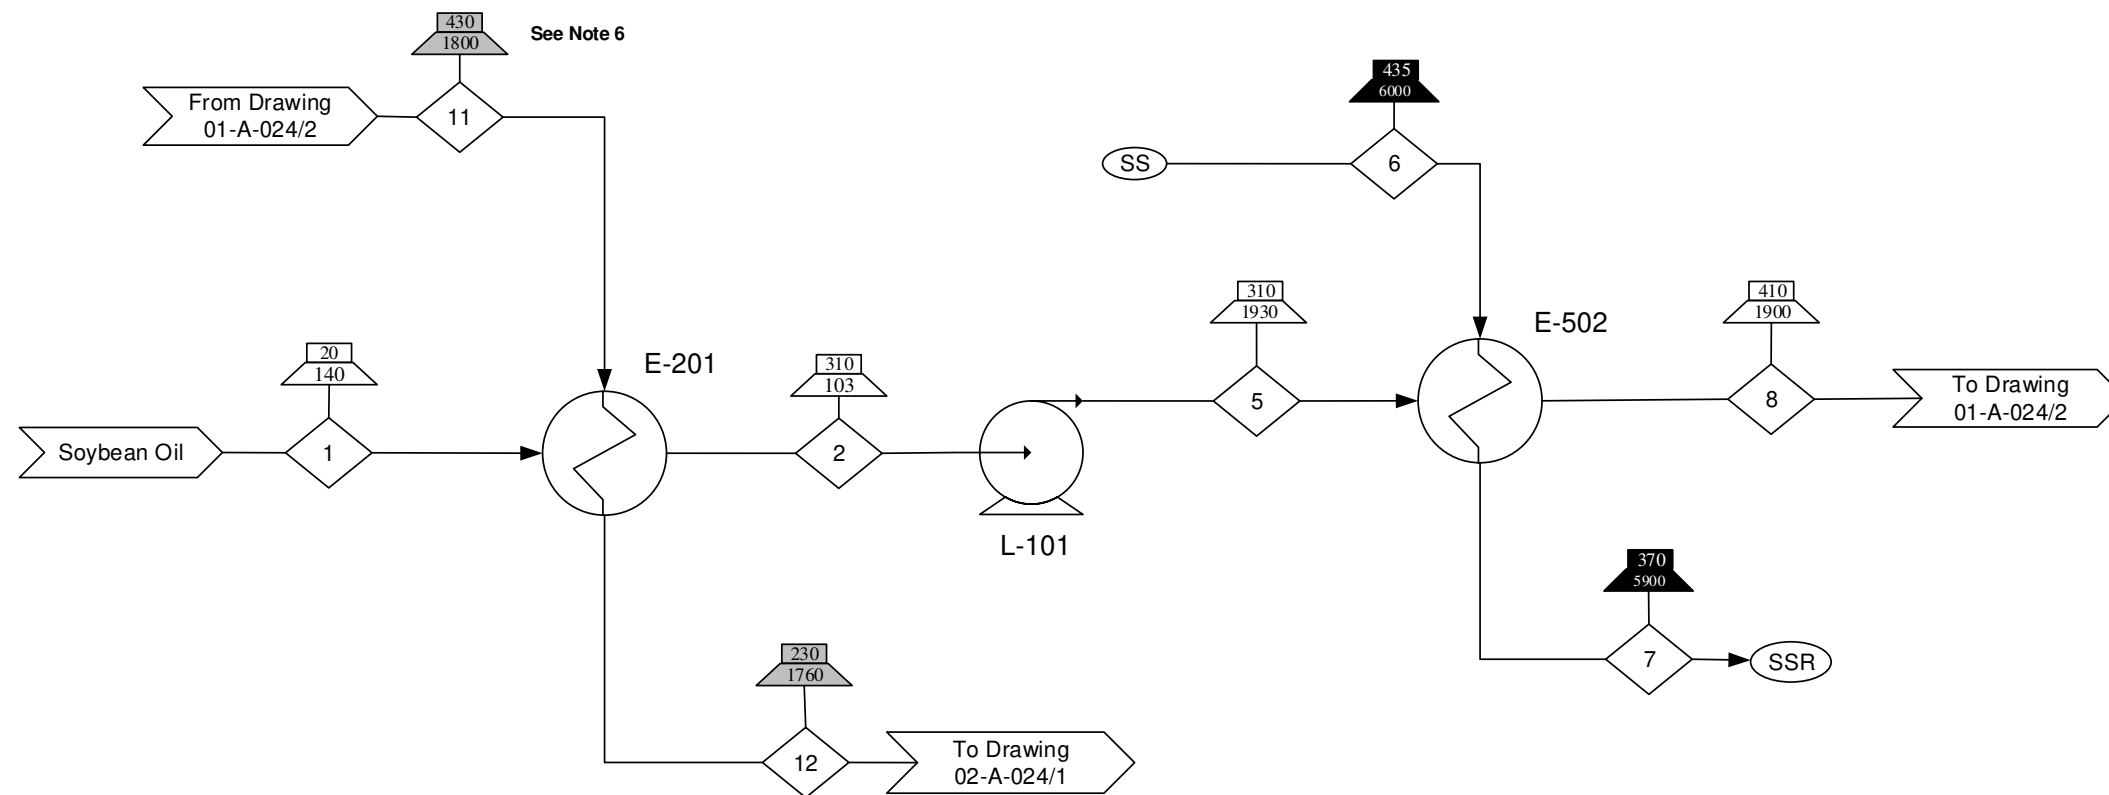 430
1800
See Note 6
From Drawing
01-A-024/2
11
435
6000
SS
6
20
140
Soybean Oil
1
E-201
310
103
2
L-101
310
1930
5
E-502
410
1900
8
To Drawing
01-A-024/2
370
5900
7
SSR
230
1760
12
To Drawing
02-A-024/1